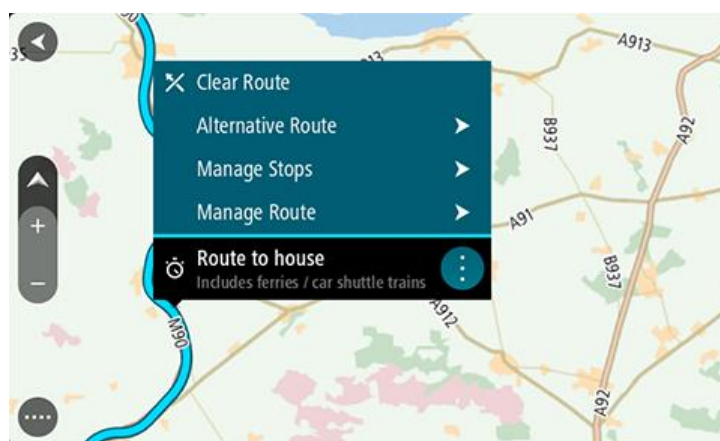 A913
Clear Route
Alternative Route
B937
A92
Manage Stops
Manage Route
A91
Route to house
Includes ferries / car shuttle trains
B937
A912
M90
A92